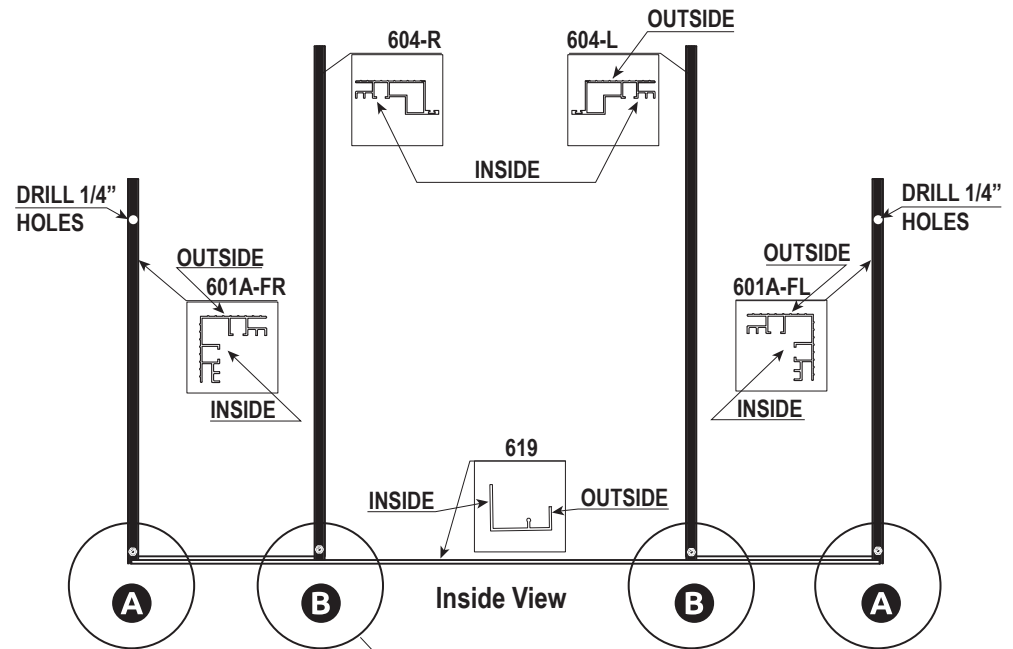 OUTSIDE
604-R
604-L
INSIDE
DRILL 1/4”
HOLES
DRILL 1/4”
HOLES
OUTSIDE
601A-FR
OUTSIDE
601A-FL
INSIDE
INSIDE
619
INSIDE
OUTSIDE
A
B
Inside View
B
A